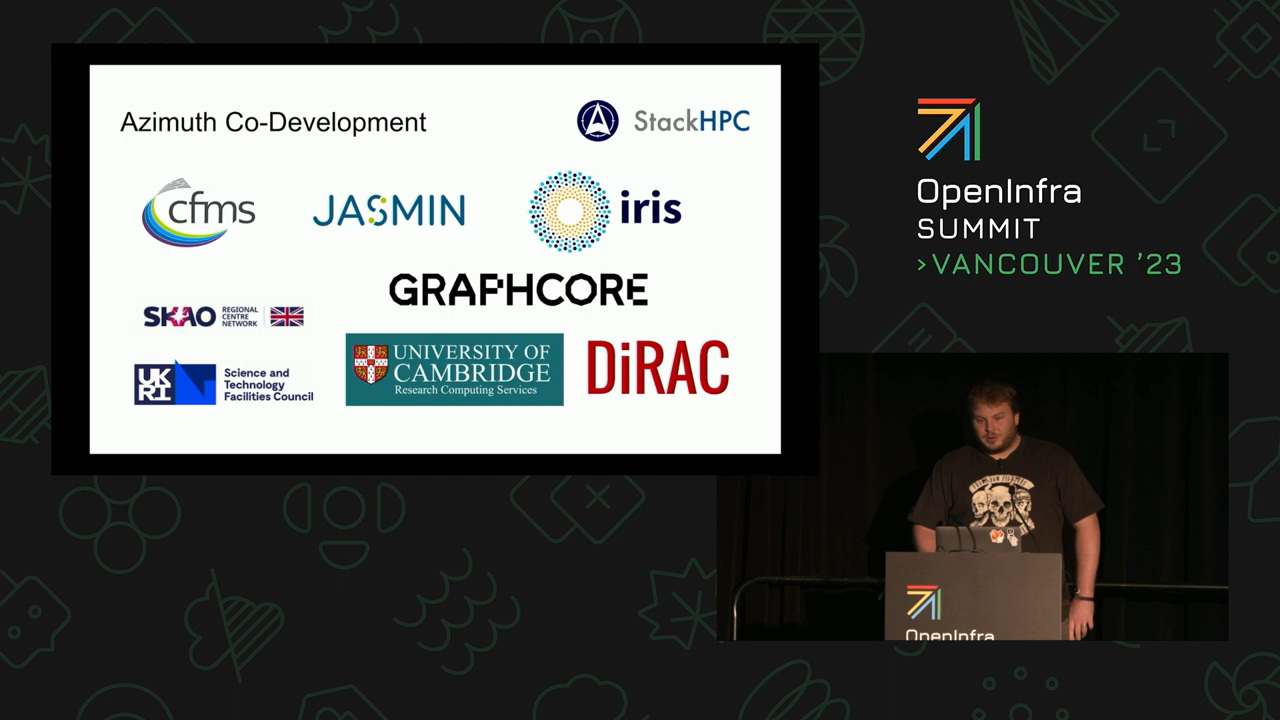 Azimuth Co-Development
StackHPC
cfms
JASMIN
iris
GRAPHCORE
SKAO
REGIONAL
CENTRE
NETWORK
UK
RI
Science and
Technology
Facilities Council
UNIVERSITY OF
CAMBRIDGE
Research Computing Services
DiRAC
OpenInfra
SUMMIT
>VANCOUVER ’23
OpenInfra